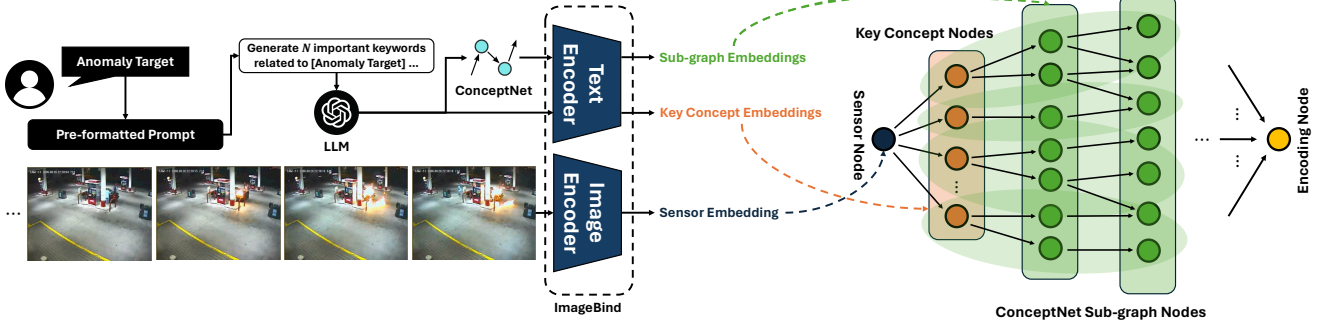 Anomaly Target
Pre-formatted Prompt
Generate N important keywords
related to [Anomaly Target] ...
LLM
ConceptNet
Text
Encoder
Image
Encoder
ImageBind
Sub-graph Embeddings
Key Concept Embeddings
Sensor Embedding
...
Key Concept Nodes
Sensor Node
...
ConceptNet Sub-graph Nodes
...
...
...
Encoding Node